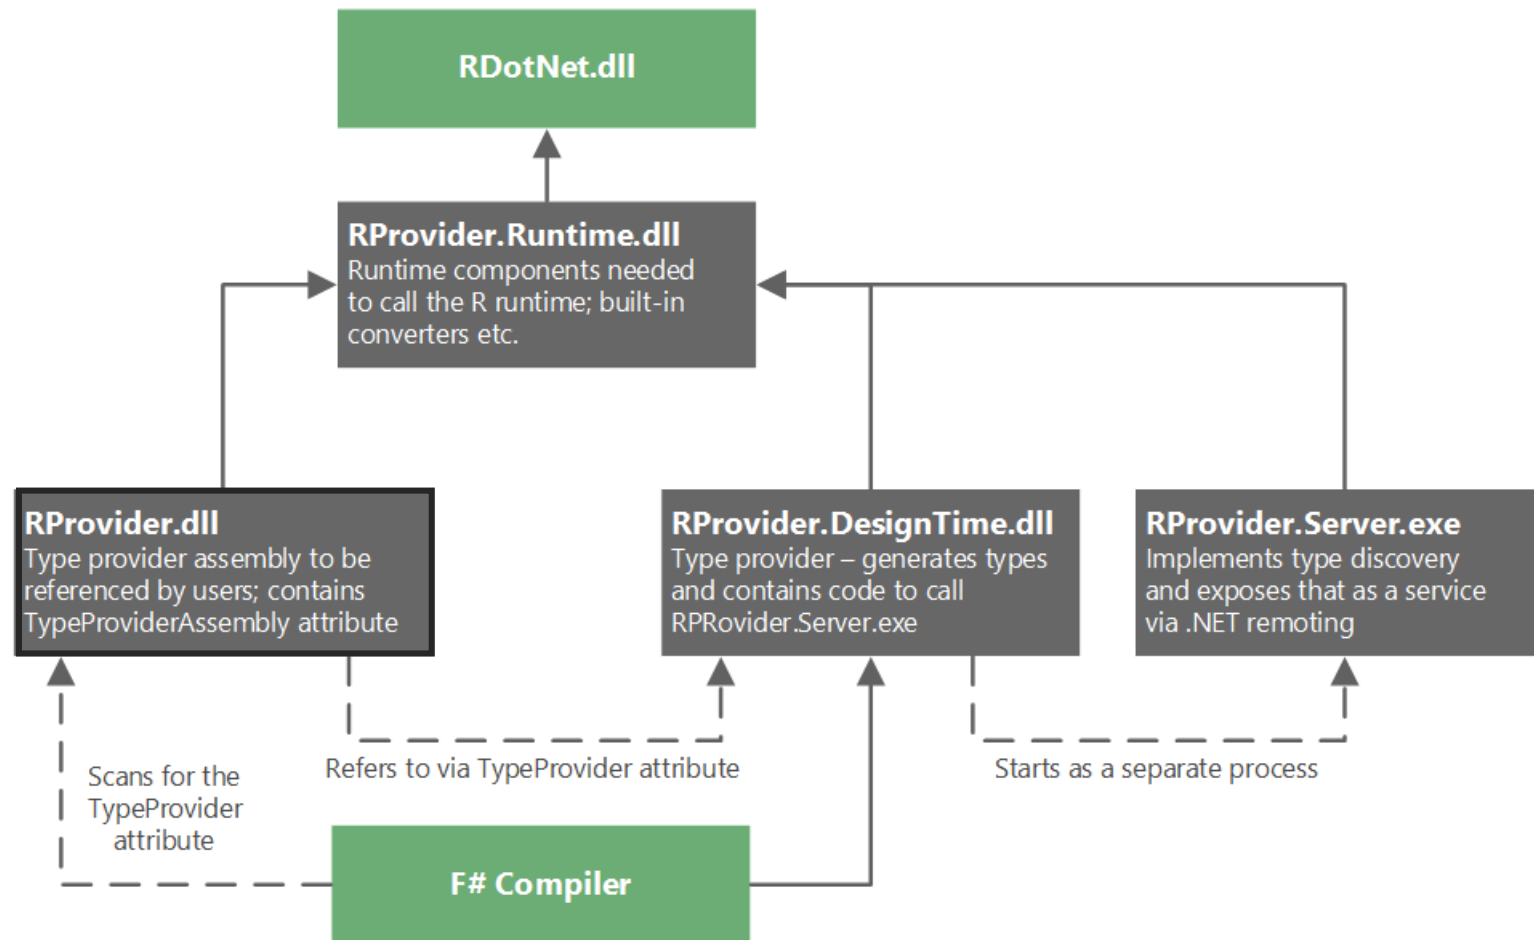 RDotNet.dll
RProvider.Runtime.dll
Runtime components needed
to call the R runtime; built-in
converters etc.
RProvider.dll
Type provider assembly to be
referenced by users; contains
TypeProviderAssembly attribute
RProvider.DesignTime.dll
Type provider – generates types
and contains code to call
RPRovider.Server.exe
RProvider.Server.exe
Implements type discovery
and exposes that as a service
via .NET remoting
Scans for the
TypeProvider
attribute
Refers to via TypeProvider attribute
Starts as a separate process
F# Compiler